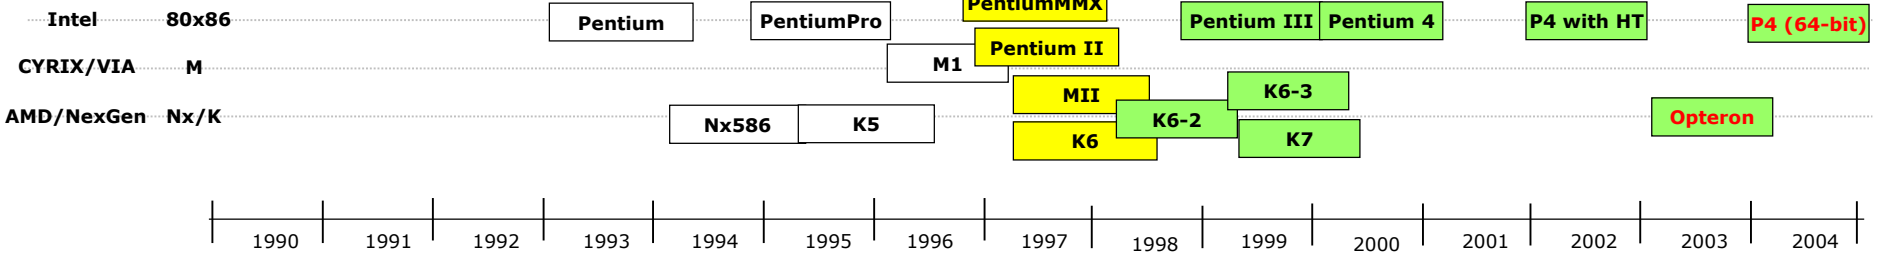 PentiumMMX
Intel 80x86 Pentium PentiumPro Pentium III Pentium 4 P4 with HT P4 (64-bit)
Pentium II
CYRIX/VIA M M1
MII K6-3
AMD/NexGen Nx/K Nx586 K5 K6-2 Opteron
K6 K7
1990 1991 1992 1993 1994 1995 1996 1997 1998 1999 2000 2001 2002 2003 2004